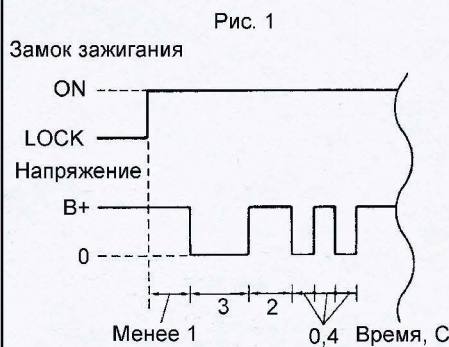 Рис. 1
Замок зажигания
ON
LOCK
Напряжение
B+
0
3 2
Менее 1 0,4 Время, С